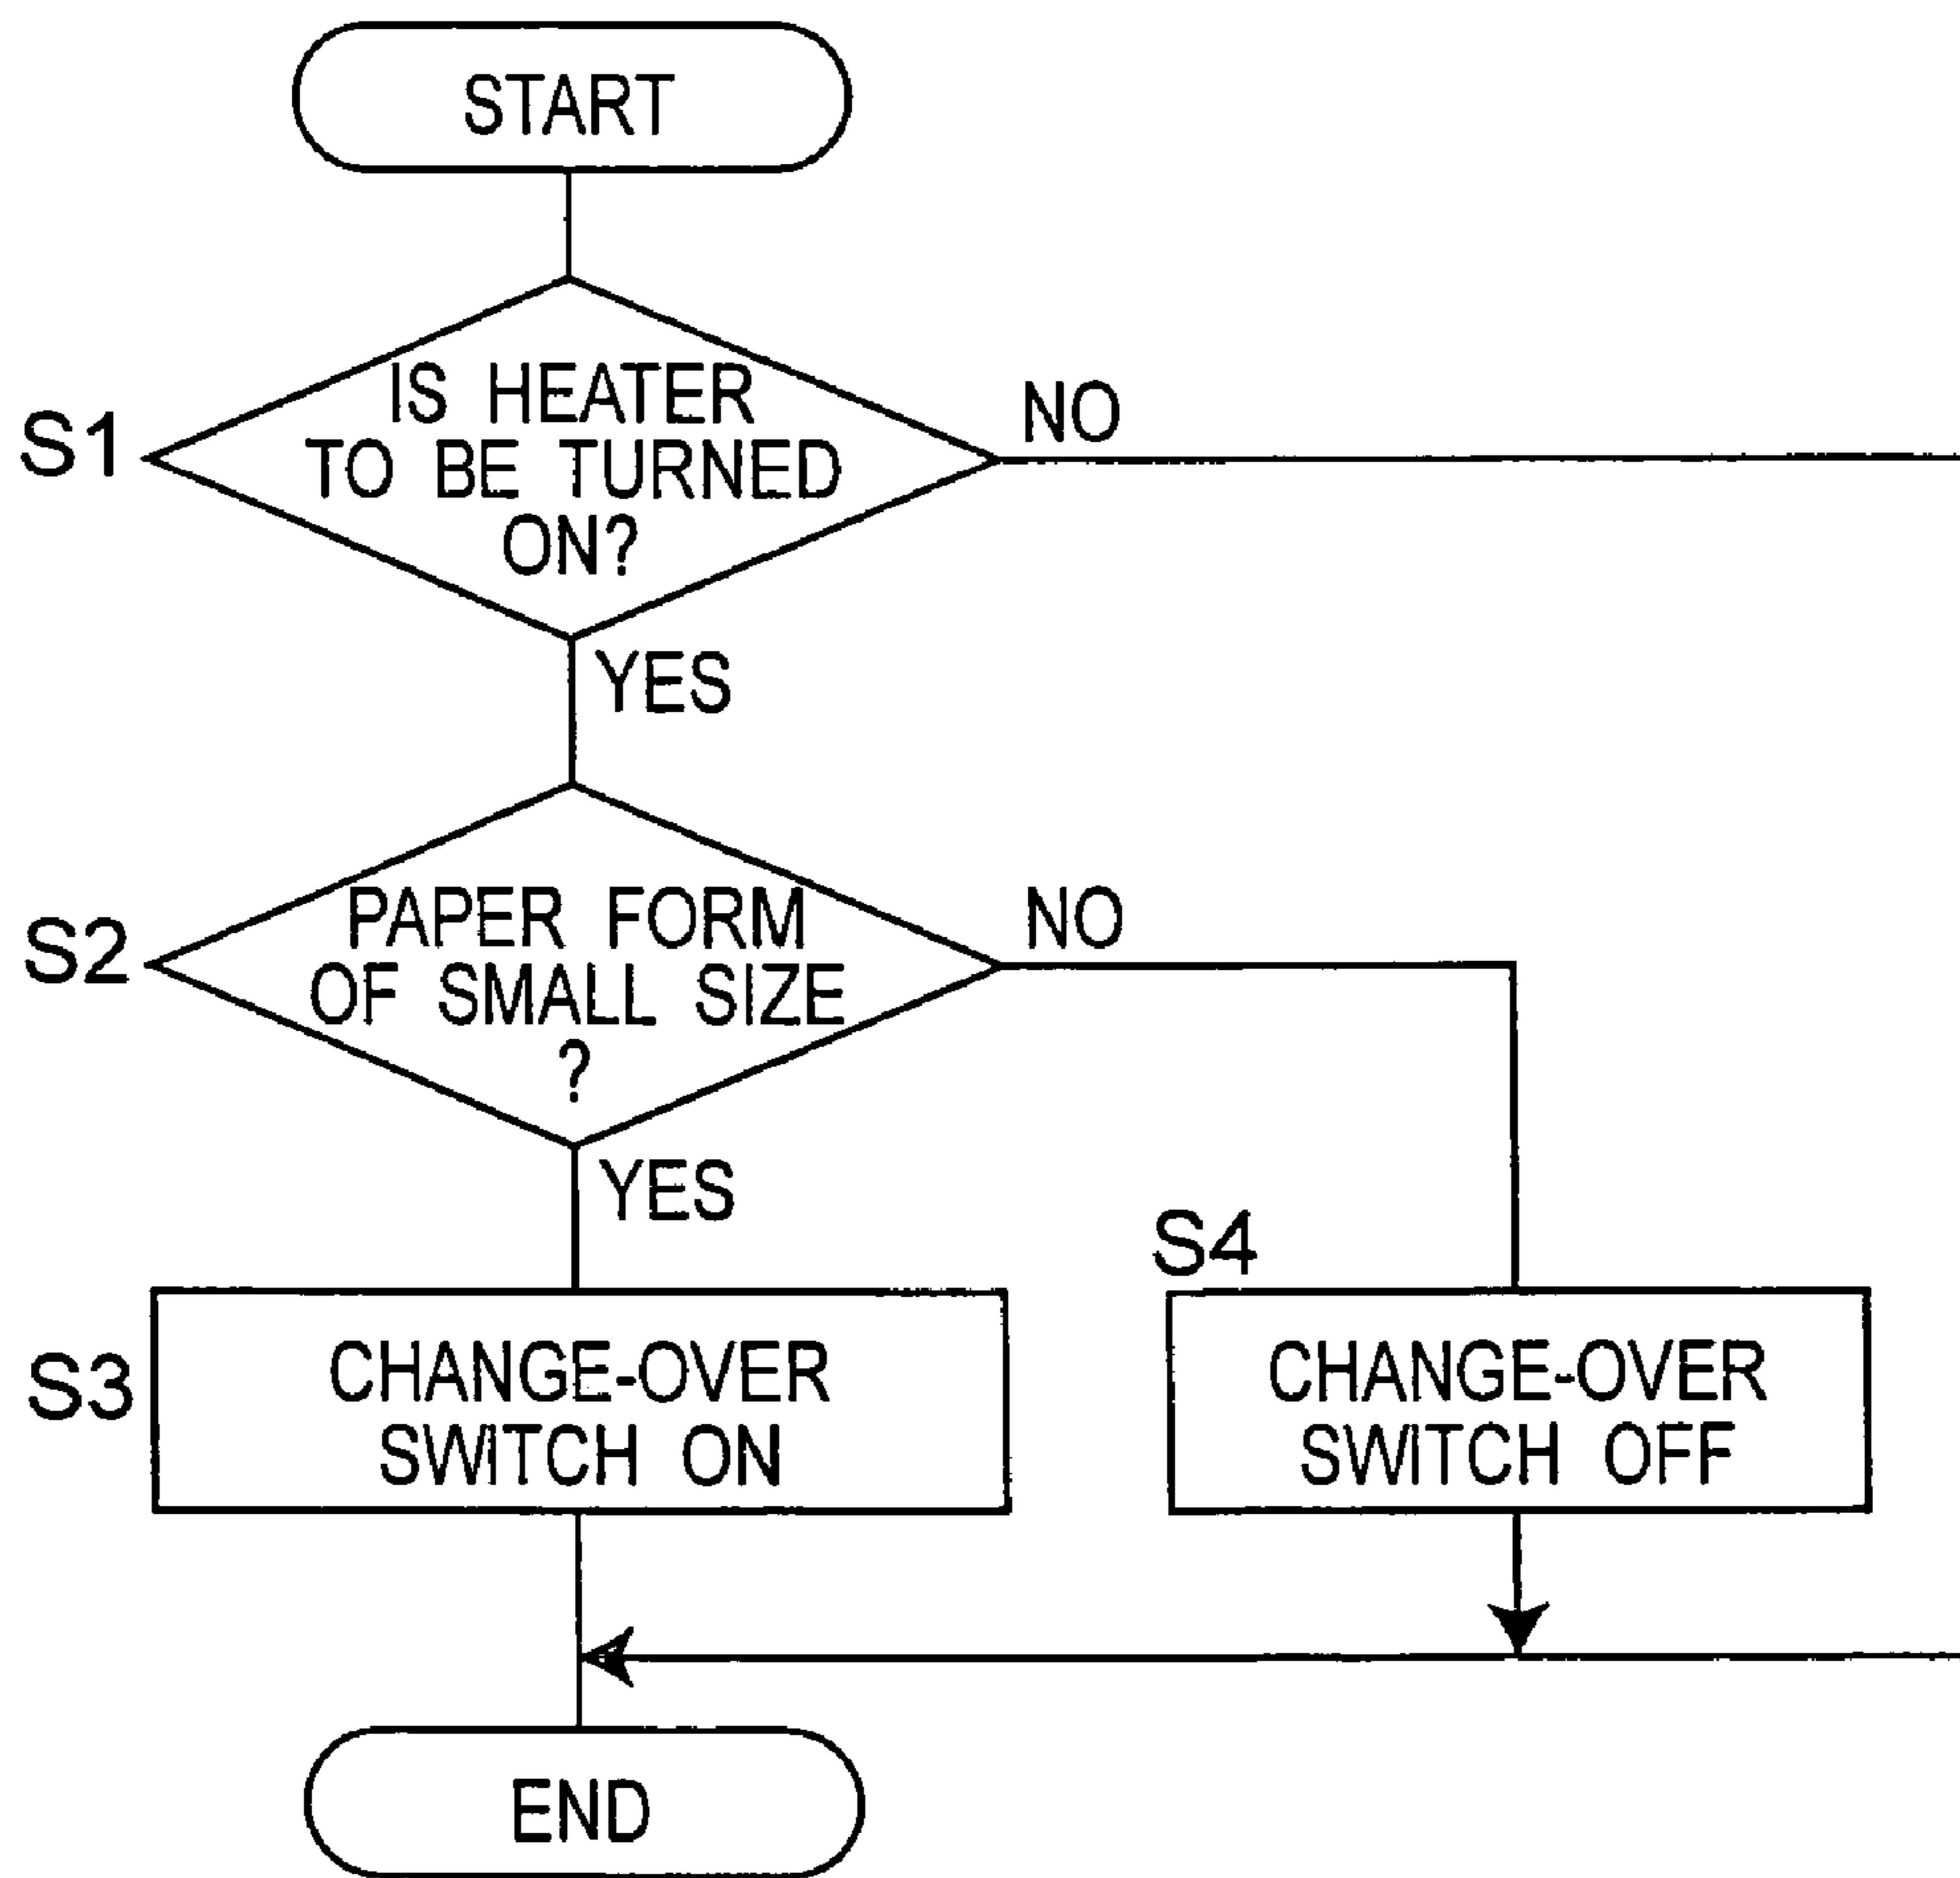 START
S1
IS HEATER
TO BE TURNED
ON?
NO
YES
S2
PAPER FORM
OF SMALL SIZE
?
NO
YES
S3
CHANGE-OVER
SWITCH ON
S4
CHANGE-OVER
SWITCH OFF
END